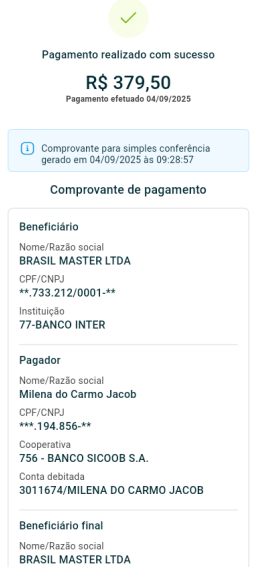 Pagamento realizado com sucesso
R$ 379,50
Pagamento efetuado 04/09/2025
Comprovante para simples conferência
gerado em 04/09/2025 às 09:28:57
Comprovante de pagamento
Beneficiário
Nome/Razão social
BRASIL MASTER LTDA
CPF/CNPJ
**.733.212/0001-**
Instituição
77-BANCO INTER
Pagador
Nome/Razão social
Milena do Carmo Jacob
CPF/CNPJ
***.194.856-**
Cooperativa
756 - BANCO SICOOB S.A.
Conta debitada
3011674/MILENA DO CARMO JACOB
Beneficiário final
Nome/Razão social
BRASIL MASTER LTDA